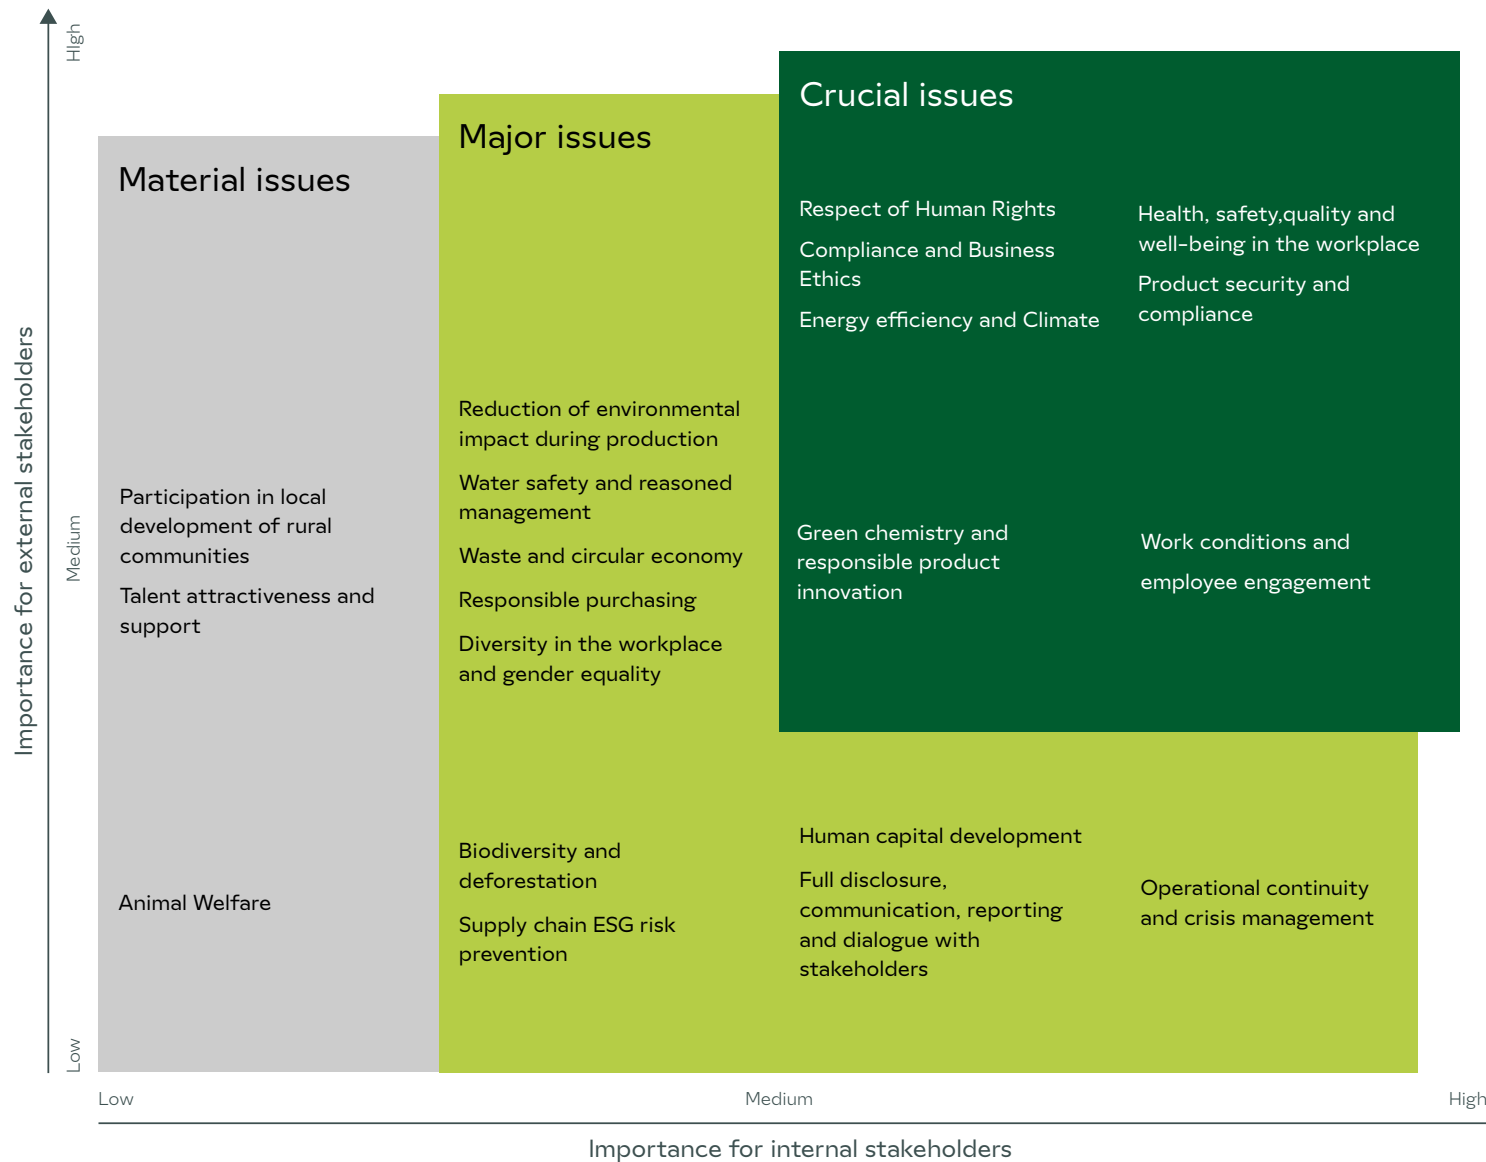 HIgh
Medium
Low
Importance for external stakeholders
Material issues
Participation in local
development of rural
communities
Talent attractiveness and
support
Animal Welfare
Major issues
Reduction of environmental
impact during production
Water safety and reasoned
management
Waste and circular economy
Responsible purchasing
Diversity in the workplace
and gender equality
Biodiversity and
deforestation
Supply chain ESG risk
prevention
Human capital development
Full disclosure,
communication, reporting
and dialogue with
stakeholders
Operational continuity
and crisis management
Crucial issues
Respect of Human Rights
Compliance and Business
Ethics
Energy efficiency and Climate
Health, safety,quality and
well-being in the workplace
Product security and
compliance
Green chemistry and
responsible product
innovation
Work conditions and
employee engagement
Low
Medium
High
Importance for internal stakeholders